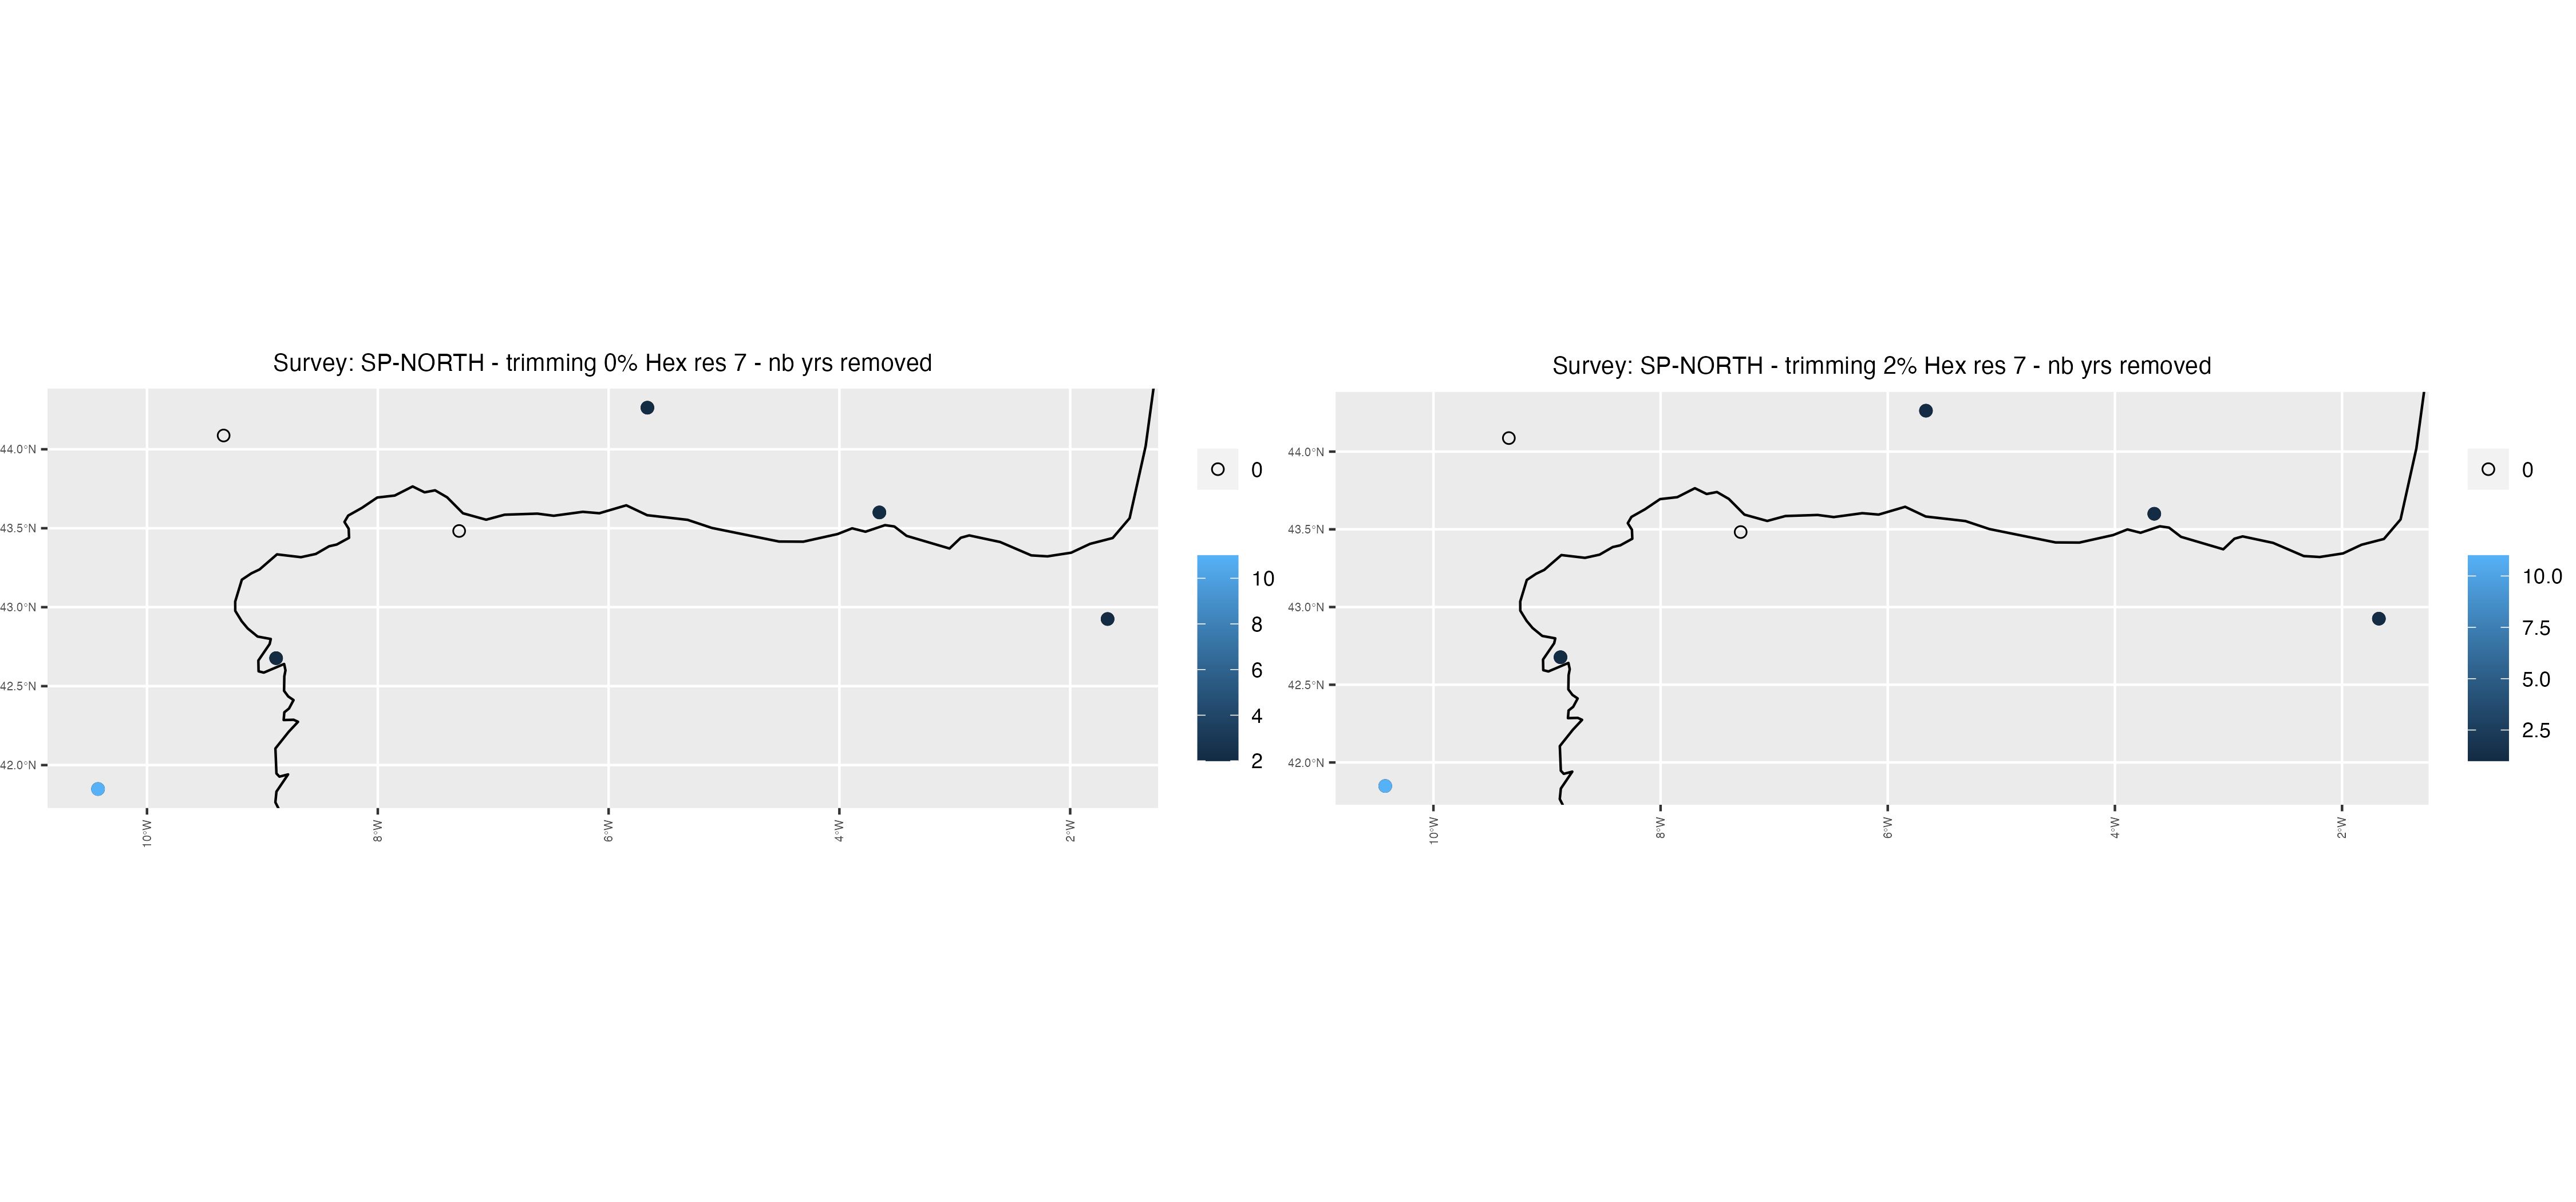 Survey: SP-NORTH - trimming 0% Hex res 7 - nb yrs removed
44.0°N
43.5°N
43.0°N
42.5°N
42.0°N
10°W
8°W
6°W
4°W
2°W
0
10
8
6
4
2
Survey: SP-NORTH - trimming 2% Hex res 7 - nb yrs removed
44.0°N
43.5°N
43.0°N
42.5°N
42.0°N
10°W
8°W
6°W
4°W
2°W
0
10.0
7.5
5.0
2.5